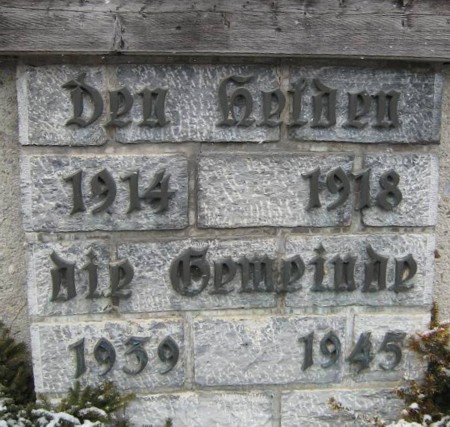 Den Helden
1914 1918
die Gemeinde
1939 1945